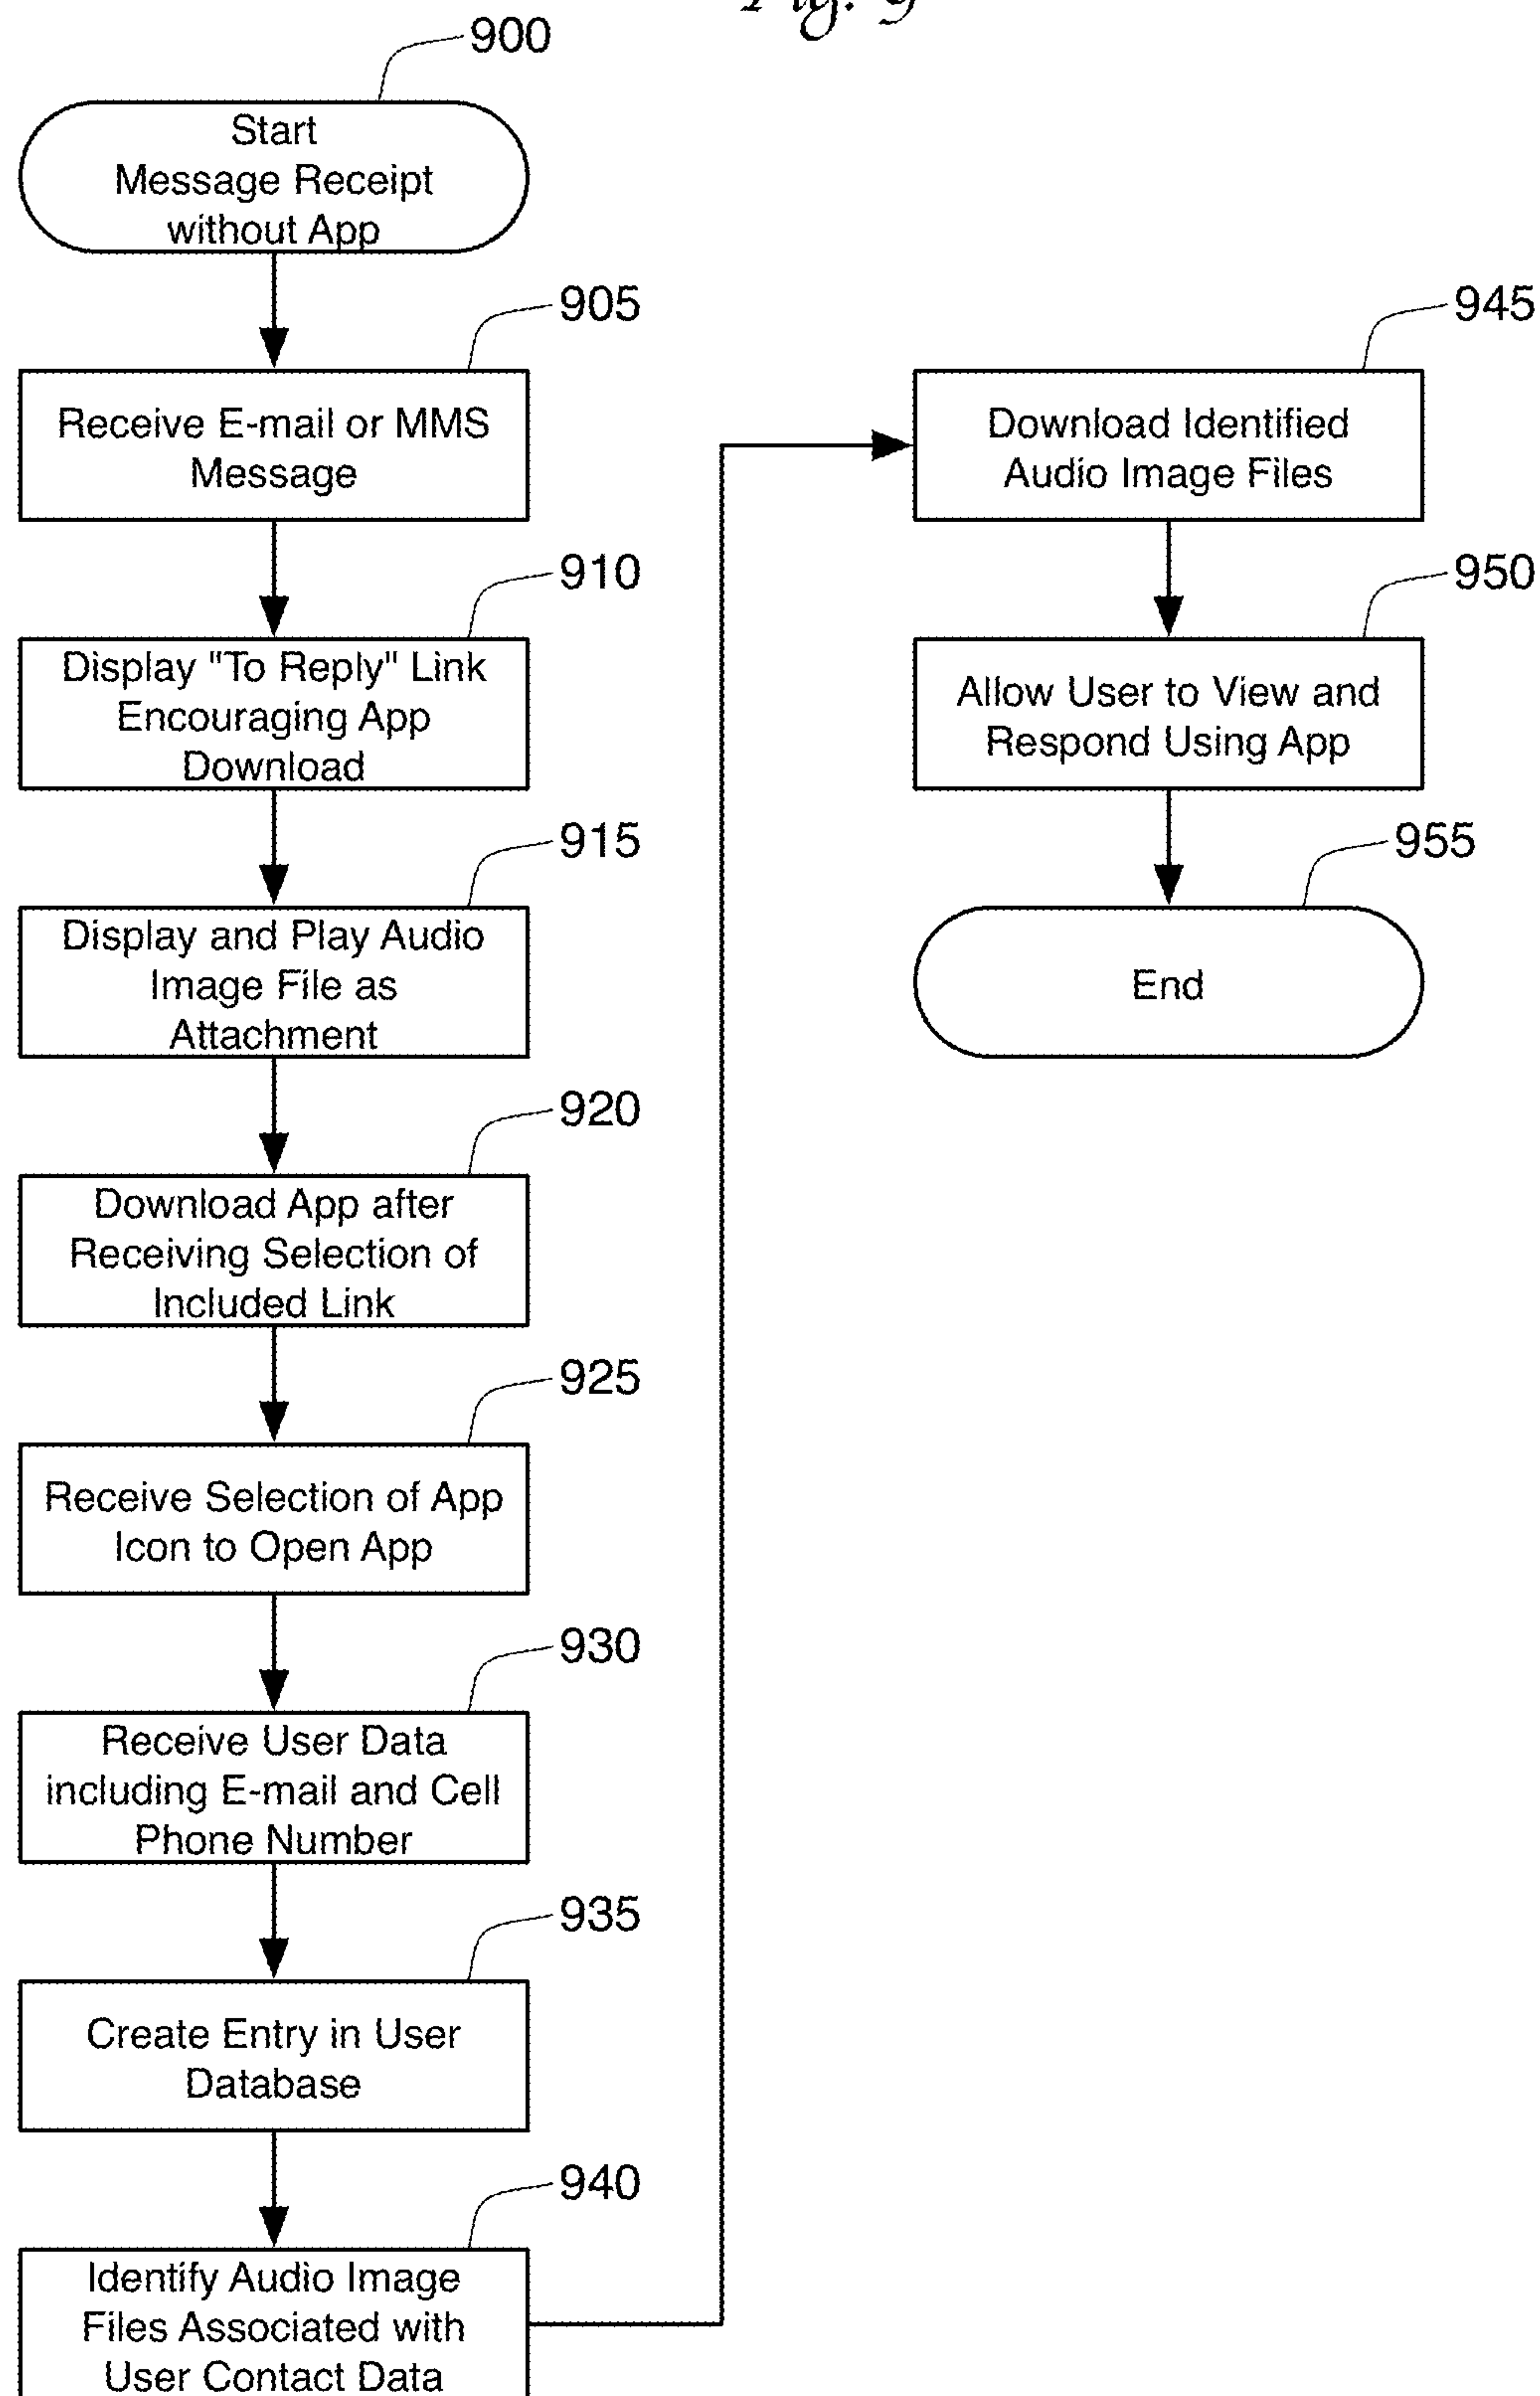 Fig. 9
900
Start
Message Receipt
without App
905
Receive E-mail or MMS
Message
910
Display "To Reply" Link
Encouraging App
Download
915
Display and Play Audio
Image File as
Attachment
920
Download App after
Receiving Selection of
Included Link
925
Receive Selection of App
Icon to Open App
930
Receive User Data
including E-mail and Cell
Phone Number
935
Create Entry in User
Database
940
Identify Audio Image
Files Associated with
User Contact Data
945
Download Identified
Audio Image Files
950
Allow User to View and
Respond Using App
955
End